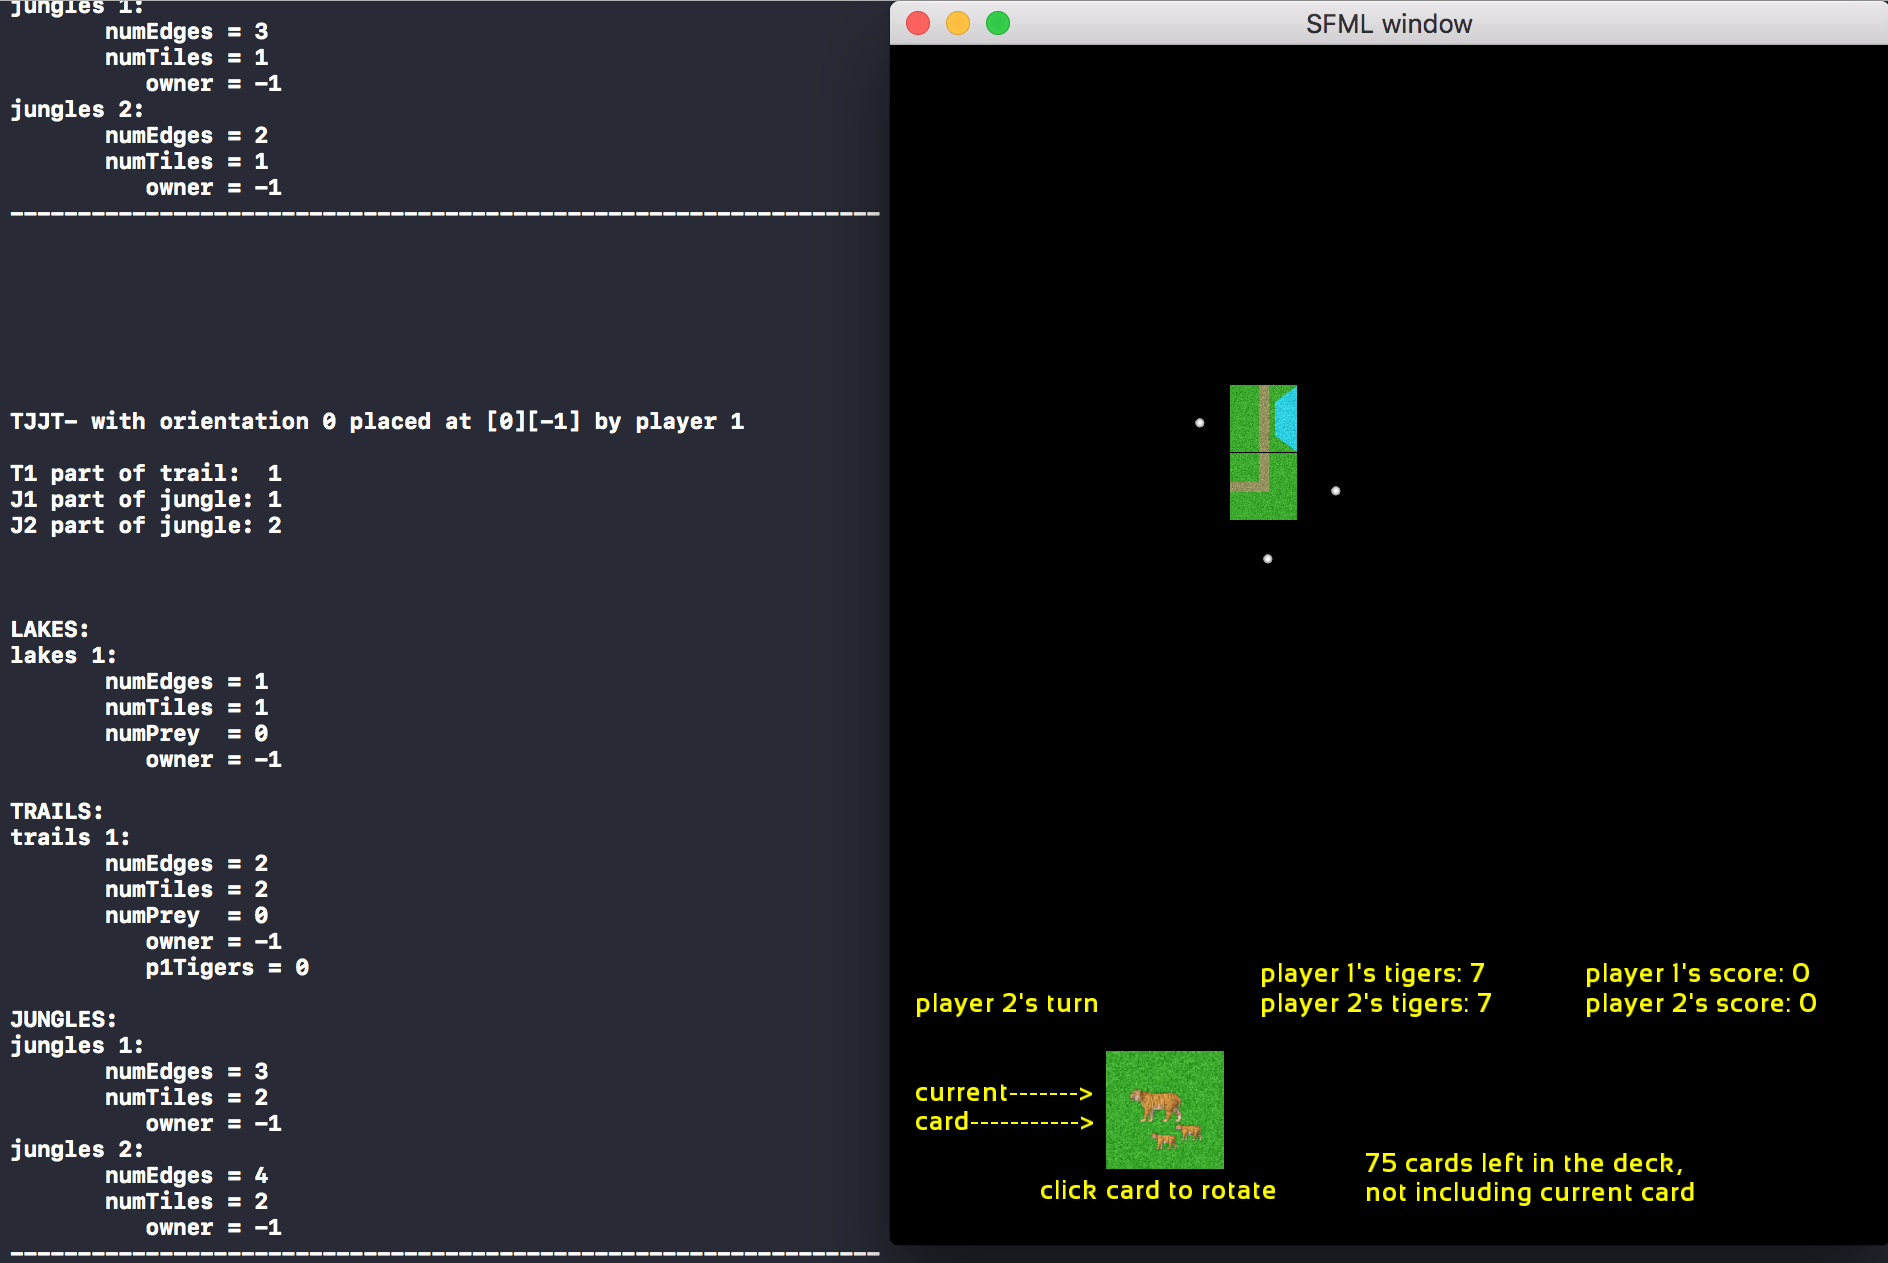 jungles 1:
numEdges = 3
numTiles = 1
owner = -1
jungles 2:
numEdges = 2
numTiles = 1
owner = -1
----------------------------------------------------------------
TJJT- with orientation 0 placed at [0][-1] by player 1
T1 part of trail:  1
J1 part of jungle: 1
J2 part of jungle: 2
LAKES:
lakes 1:
numEdges = 1
numTiles = 1
numPrey  = 0
owner = -1
TRAILS:
trails 1:
numEdges = 2
numTiles = 2
numPrey  = 0
owner = -1
p1Tigers = 0
JUNGLES:
jungles 1:
numEdges = 3
numTiles = 2
owner = -1
jungles 2:
numEdges = 4
numTiles = 2
owner = -1
----------------------------------------------------------------
SFML window
player 1's tigers: 7
player 1's score: 0
player 2's turn
player 2's tigers: 7
player 2's score: 0
current------->
card----------->
click card to rotate
75 cards left in the deck,
not including current card